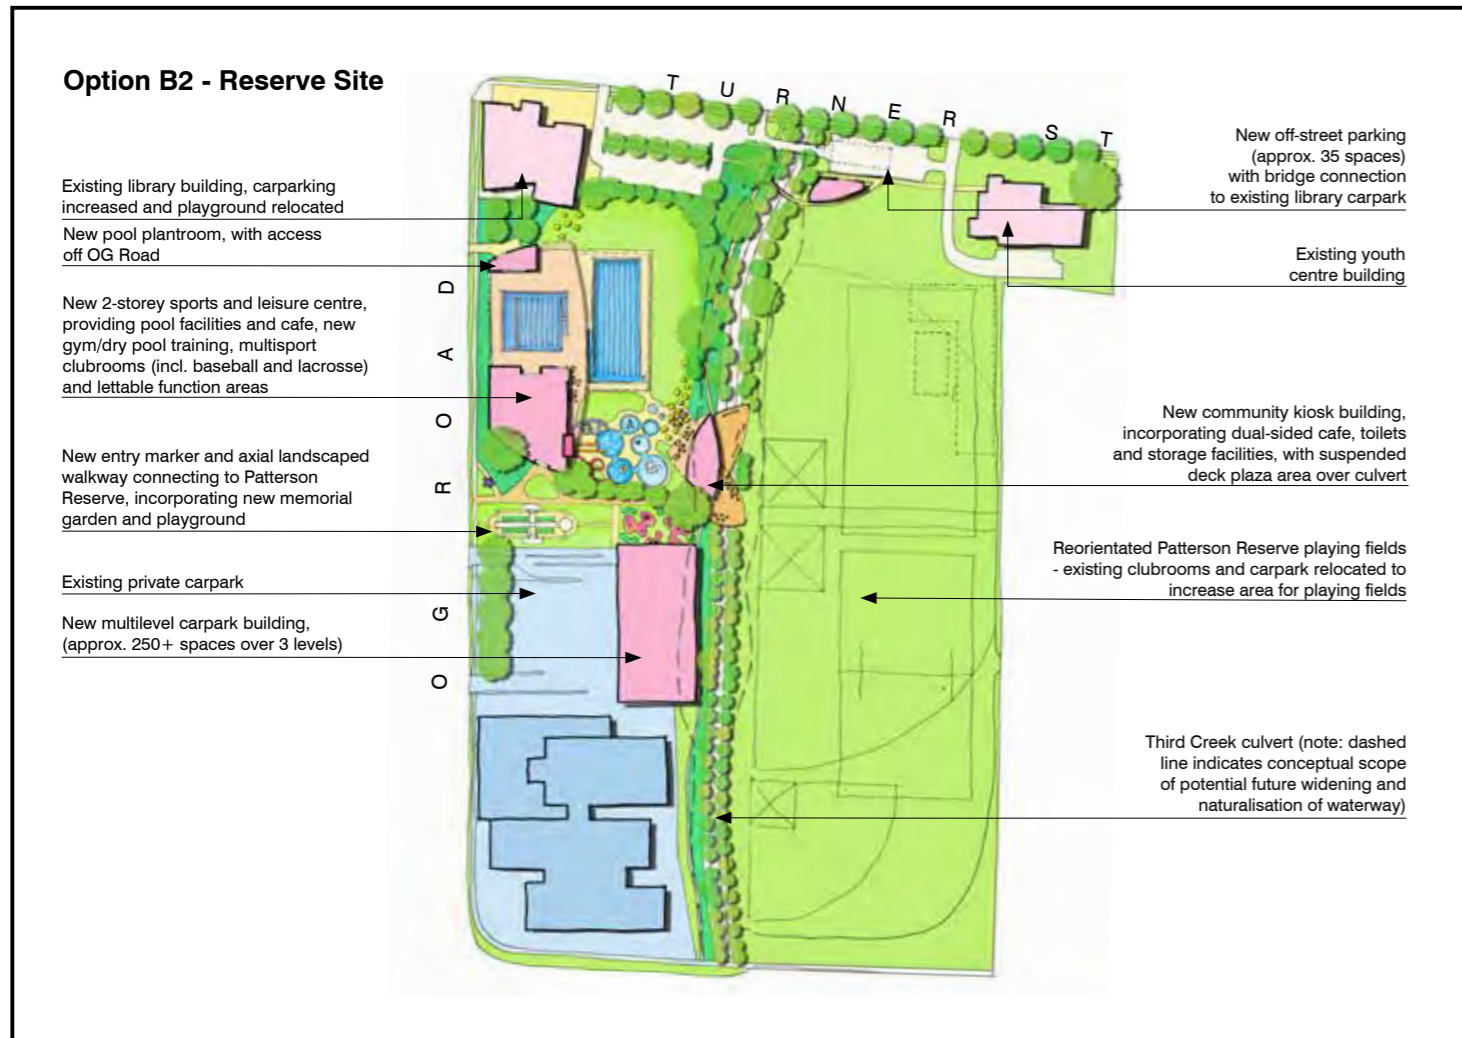 Option B2 - Reserve Site
TURNER ST
Existing library building, carparking
increased and playground relocated
New pool plantroom, with access
off OG Road
New 2-storey sports and leisure centre,
providing pool facilities and cafe, new
gym/dry pool training, multisport
clubrooms (incl. baseball and lacrosse)
and lettable function areas
New entry marker and axial landscaped
walkway connecting to Patterson
Reserve, incorporating new memorial
garden and playground
Existing private carpark
New multilevel carpark building,
(approx. 250+ spaces over 3 levels)
OG ROAD
New off-street parking
(approx. 35 spaces)
with bridge connection
to existing library carpark
Existing youth
centre building
New community kiosk building,
incorporating dual-sided cafe, toilets
and storage facilities, with suspended
deck plaza area over culvert
Reorientated Patterson Reserve playing fields
- existing clubrooms and carpark relocated to
increase area for playing fields
Third Creek culvert (note: dashed
line indicates conceptual scope
of potential future widening and
naturalisation of waterway)